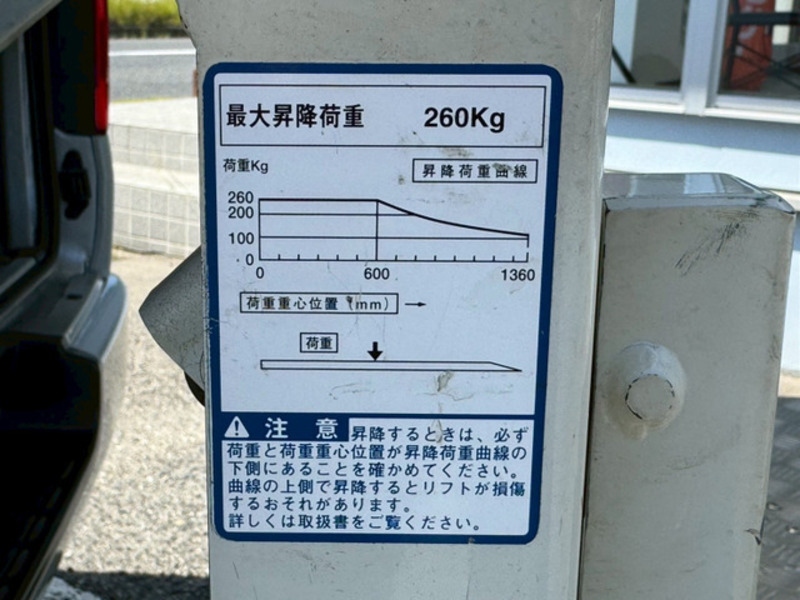 最大昇降荷重 260Kg
荷重Kg
昇降荷重曲線
260
200
100
0
0 600 1360
荷重重心位置(mm) →
荷重
注意 昇降するときは、必ず
荷重と荷重重心位置が昇降荷重曲線の
下側にあることを確かめてください。
曲線の上側で昇降するとリフトが損傷
するおそれがあります。
詳しくは取扱書をご覧ください。